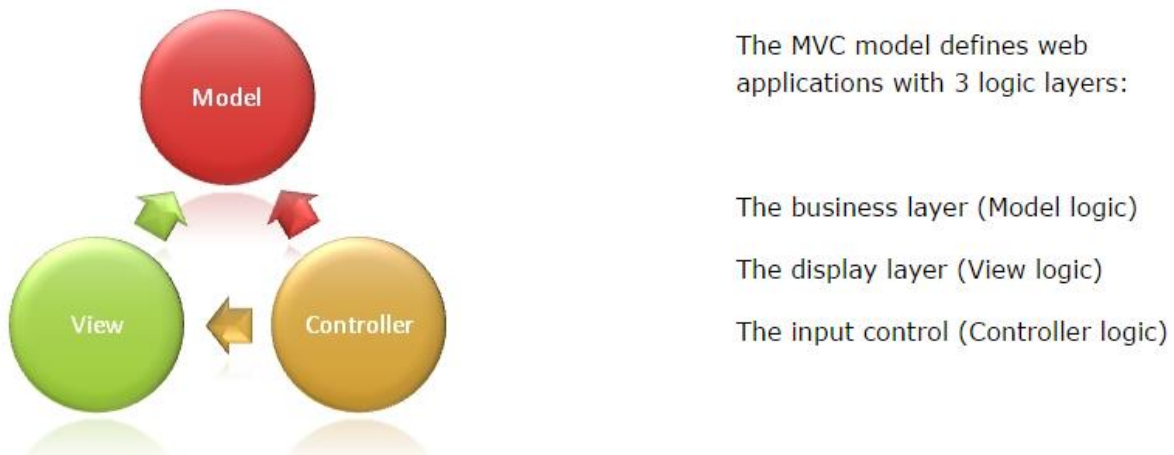 Model
View
Controller
The MVC model defines web
applications with 3 logic layers:
The business layer (Model logic)
The display layer (View logic)
The input control (Controller logic)